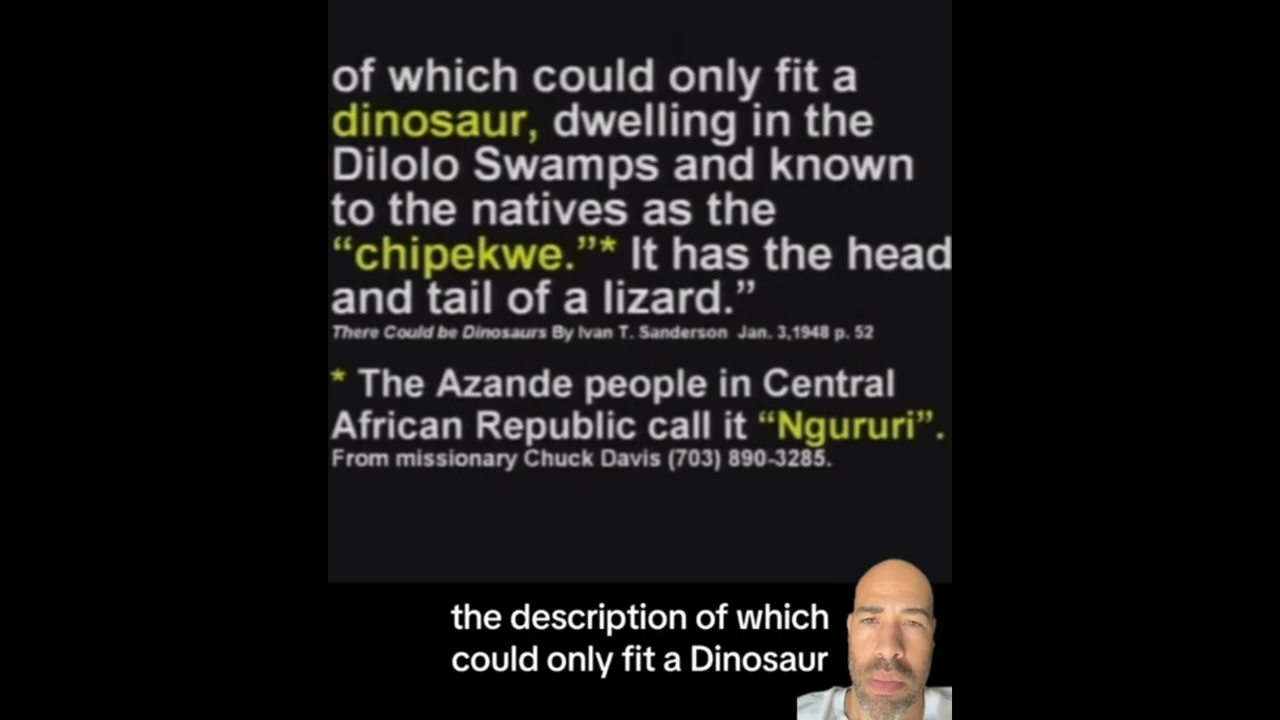 of which could only fit a
dinosaur, dwelling in the
Dilolo Swamps and known
to the natives as the
“chipekwe.”* It has the head
and tail of a lizard.”
There Could be Dinosaurs By Ivan T. Sanderson Jan. 3,1948 p. 52
* The Azande people in Central
African Republic call it “Ngururi”.
From missionary Chuck Davis (703) 890-3285.
the description of which
could only fit a Dinosaur